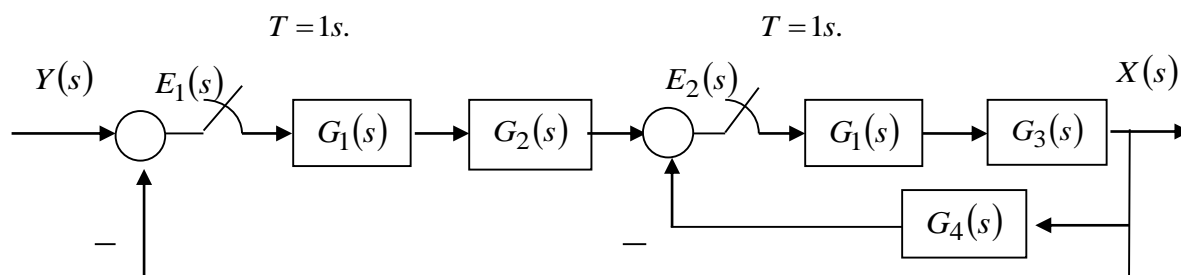 T = 1s.
T = 1s.
Y(s)
E₁(s)
E₂(s)
X(s)
G₁(s)
G₂(s)
G₁(s)
G₃(s)
G₄(s)
−
−